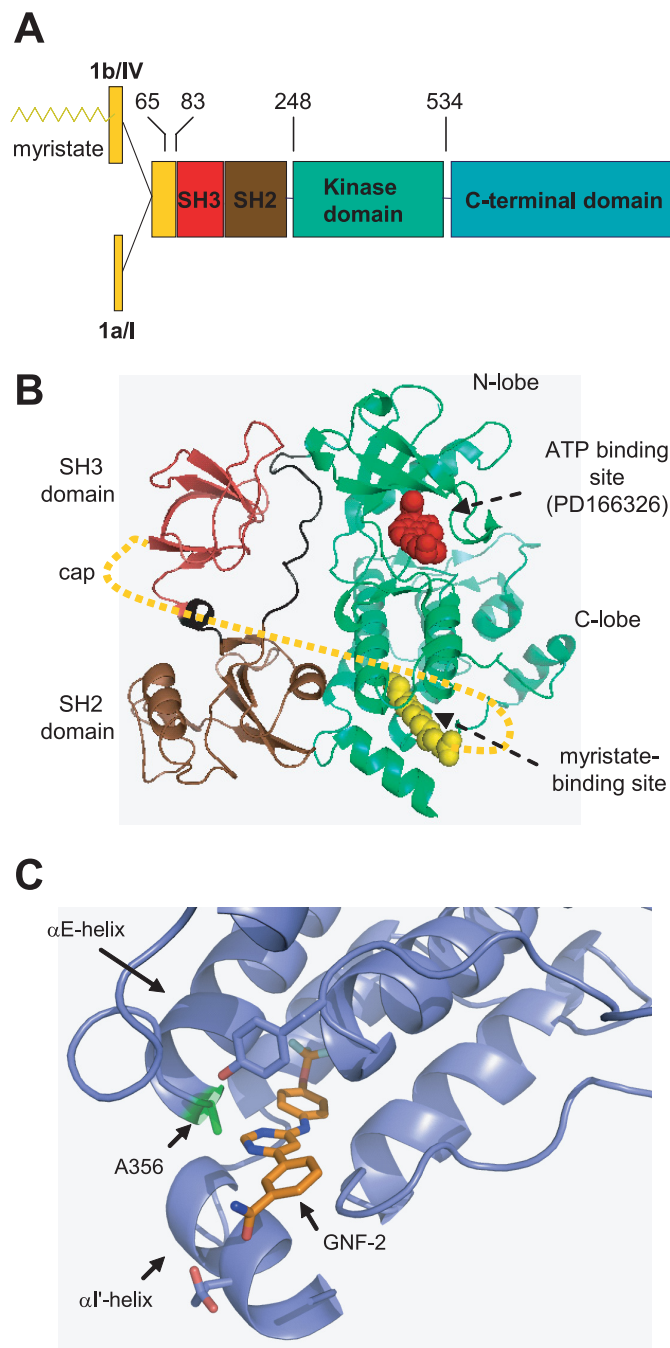 A
1b/IV
65 83 248 534
myristate
SH3 SH2 Kinase domain C-terminal domain
1a/I
B
N-lobe
SH3
domain
ATP binding
site
(PD166326)
cap
C-lobe
SH2
domain
myristate-
binding site
C
αE-helix
A356
GNF-2
αI'-helix